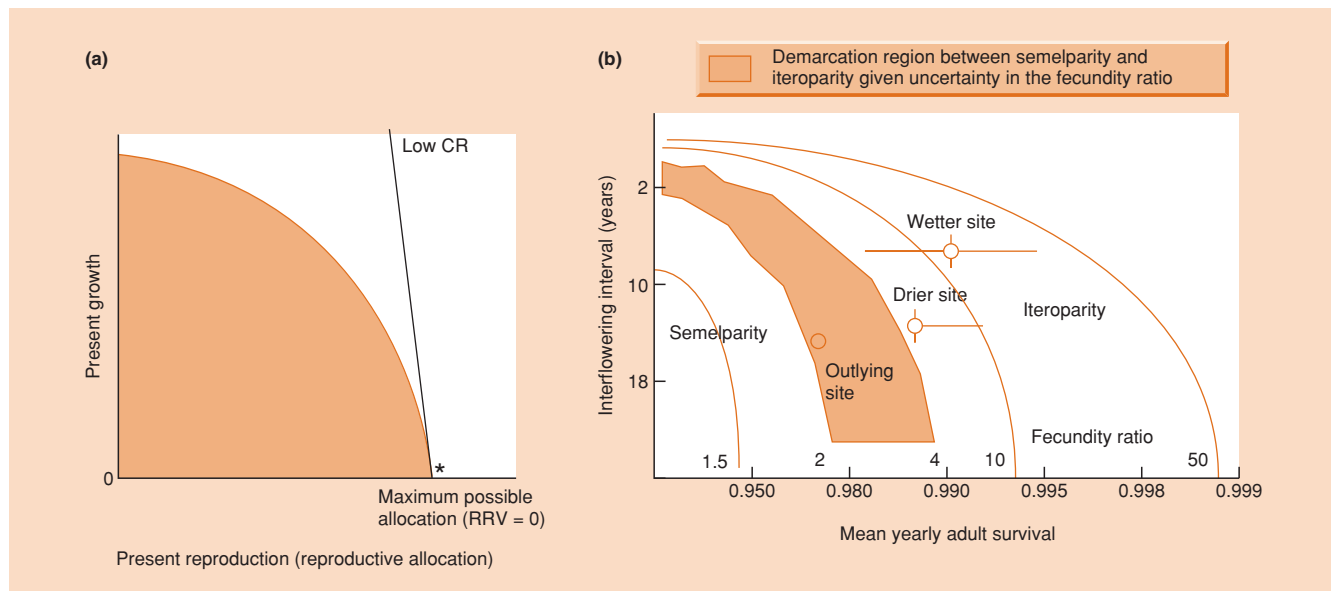 (a)
Low CR
Present growth
0
*
Maximum possible
allocation (RRV = 0)
Present reproduction (reproductive allocation)
(b)
Demarcation region between semelparity and
iteroparity given uncertainty in the fecundity ratio
Interflowering interval (years)
2
10
18
Wetter site
Drier site
Iteroparity
Semelparity
Outlying
site
Fecundity ratio
1.5
2
4
10
50
0.950
0.980
0.990
0.995
0.998
0.999
Mean yearly adult survival